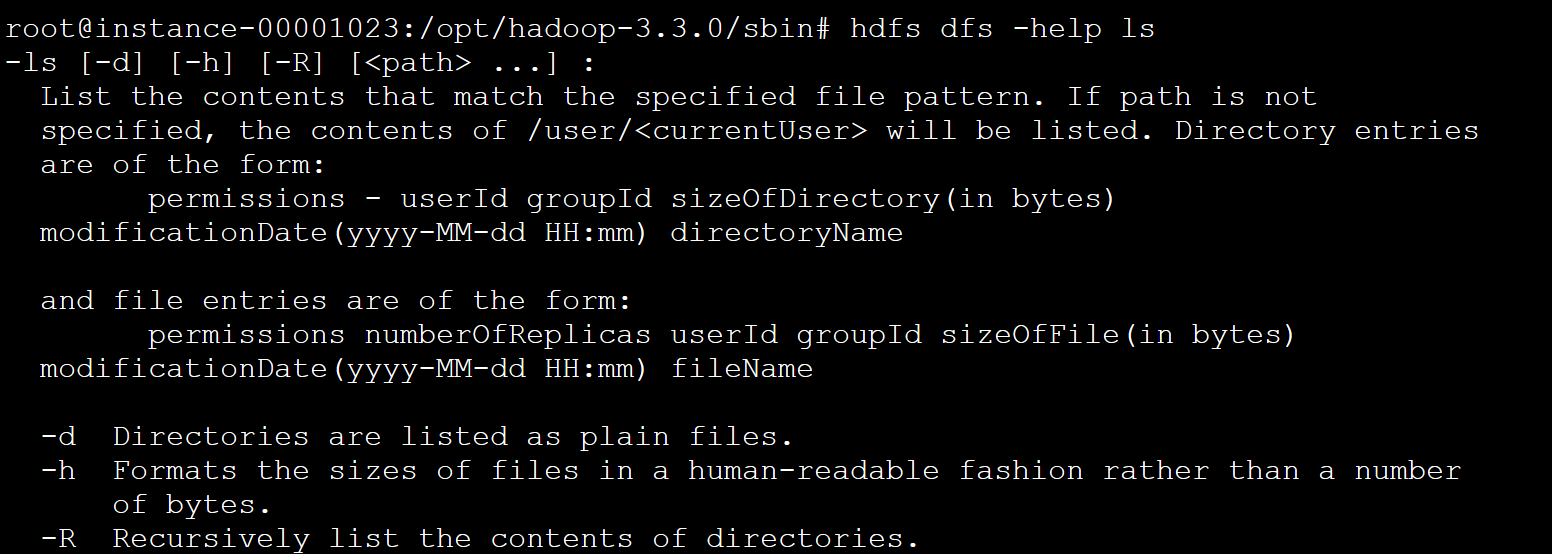 root@instance-00001023:/opt/hadoop-3.3.0/sbin# hdfs dfs -help ls
-ls [-d] [-h] [-R] [<path> ...] :
  List the contents that match the specified file pattern. If path is not
  specified, the contents of /user/<currentUser> will be listed. Directory entries
  are of the form:
        permissions - userId groupId sizeOfDirectory(in bytes)
  modificationDate(yyyy-MM-dd HH:mm) directoryName

  and file entries are of the form:
        permissions numberOfReplicas userId groupId sizeOfFile(in bytes)
  modificationDate(yyyy-MM-dd HH:mm) fileName

  -d  Directories are listed as plain files.
  -h  Formats the sizes of files in a human-readable fashion rather than a number
      of bytes.
  -R  Recursively list the contents of directories.